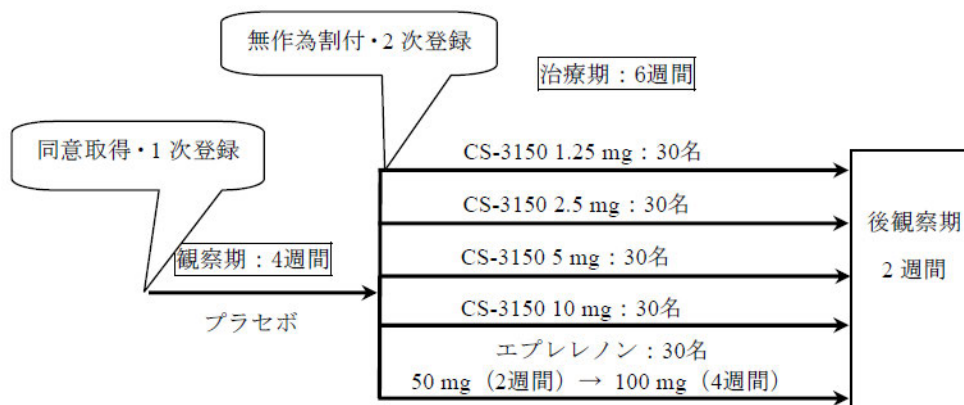 無作為割付・2 次登録
治療期：6週間
同意取得・1 次登録
観察期：4週間
プラセボ
CS-3150 1.25 mg：30名
CS-3150 2.5 mg：30名
CS-3150 5 mg：30名
CS-3150 10 mg：30名
エプレレノン：30名
50 mg（2週間）→ 100 mg（4週間）
後観察期
2 週間